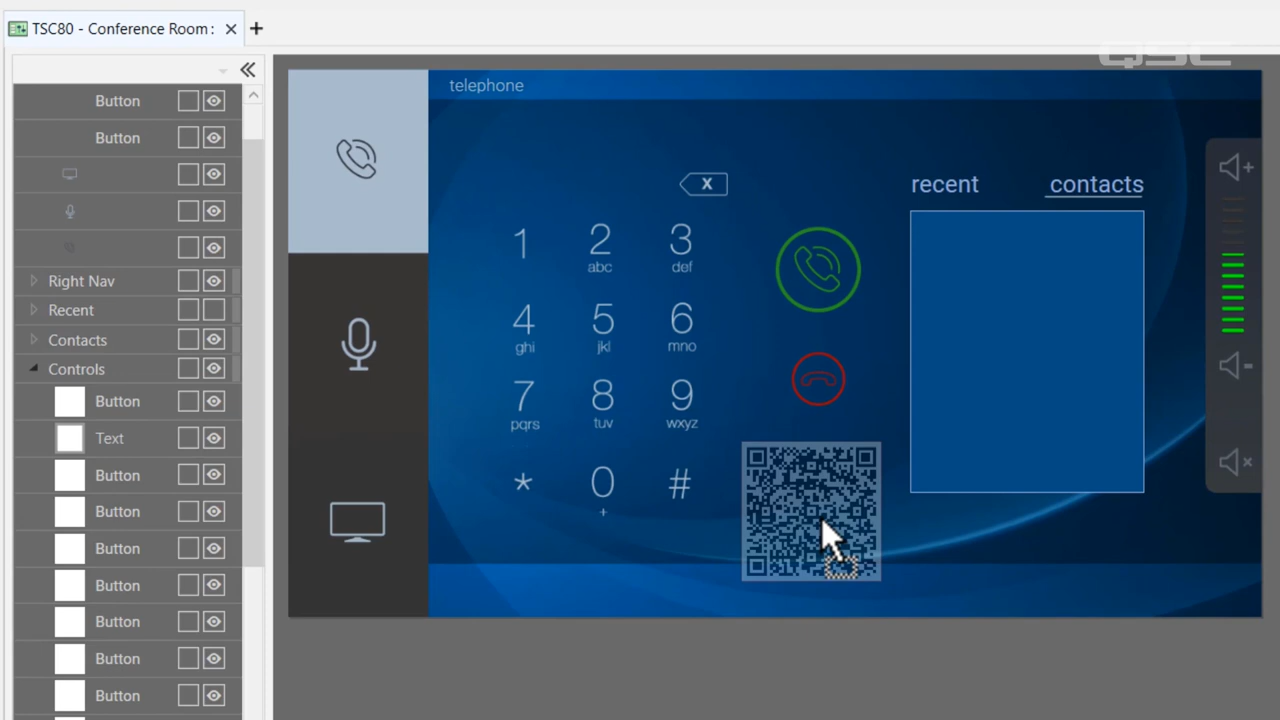 TSC80 - Conference Room :
QSC
Button
Button
Right Nav
Recent
Contacts
Controls
Button
Text
Button
Button
Button
Button
Button
Button
Button
telephone
X
recent
contacts
1
2
abc
3
def
4
ghi
5
jkl
6
mno
7
pqrs
8
tuv
9
wxyz
*
0
+
#